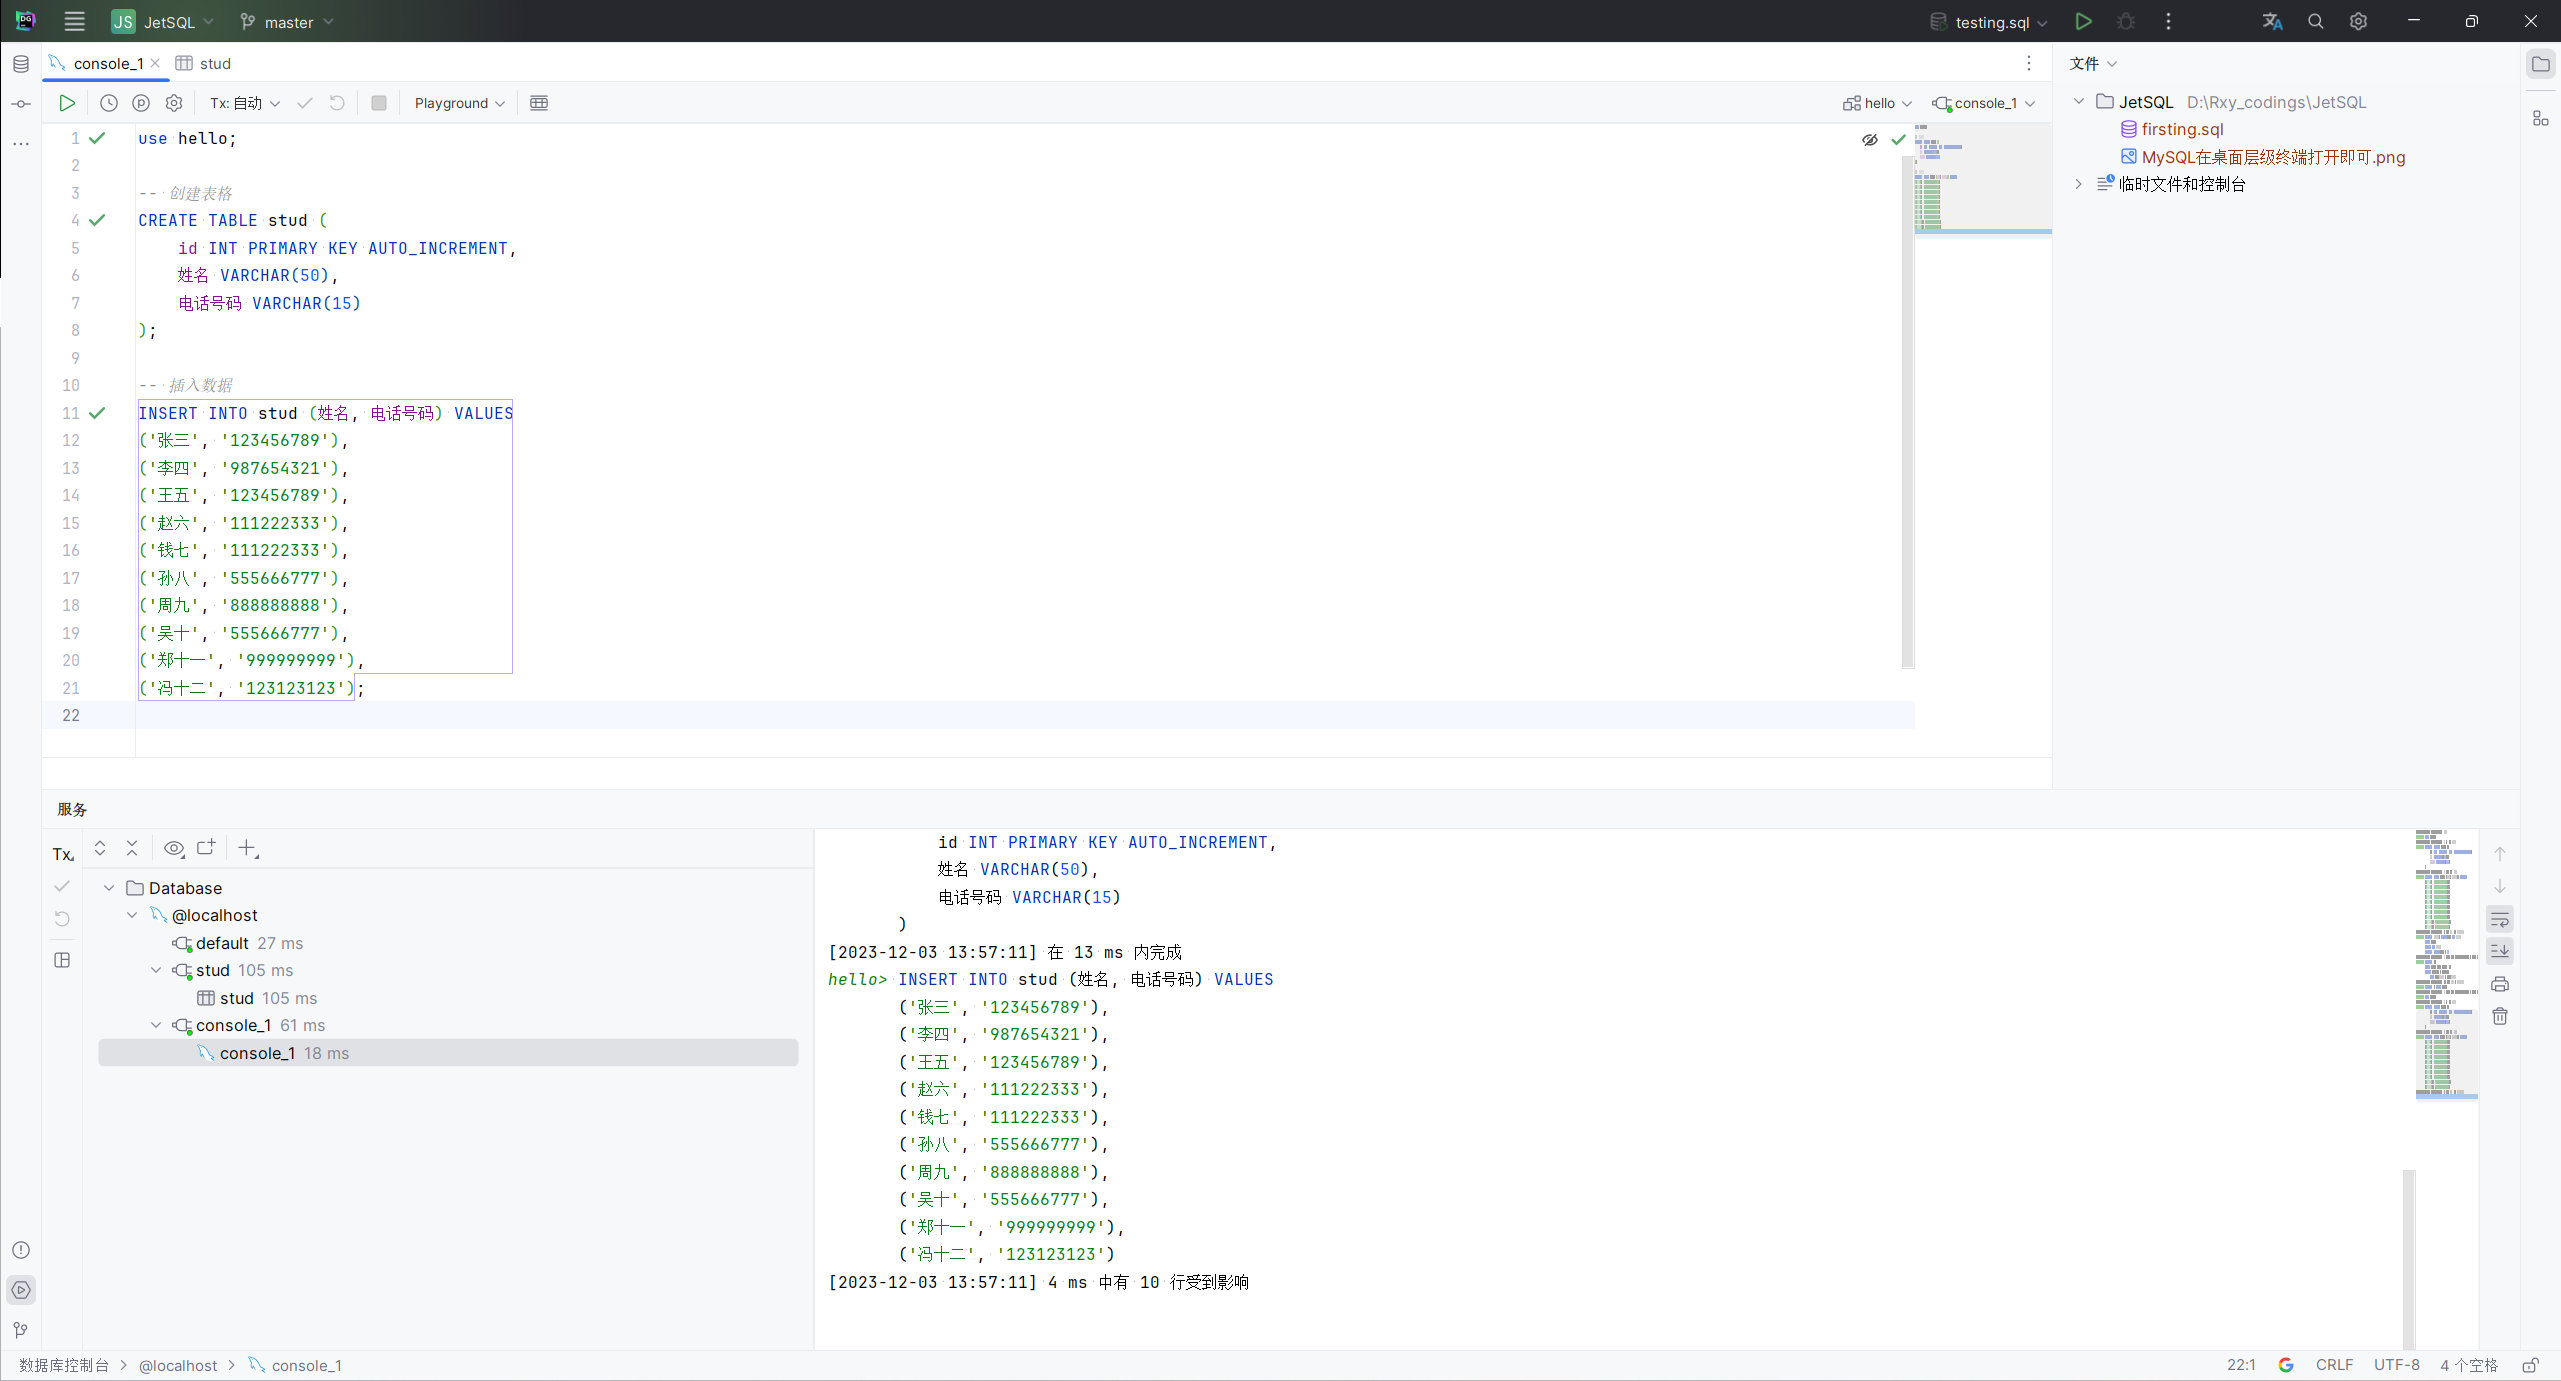 JS JetSQL master testing.sql
console_1 stud
Tx: 自动 Playground hello console_1
1 use hello;
2
3 -- 创建表格
4 CREATE TABLE stud (
5 id INT PRIMARY KEY AUTO_INCREMENT,
6 姓名 VARCHAR(50),
7 电话号码 VARCHAR(15)
8 );
9
10 -- 插入数据
11 INSERT INTO stud (姓名, 电话号码) VALUES
12 ('张三', '123456789'),
13 ('李四', '987654321'),
14 ('王五', '123456789'),
15 ('赵六', '111222333'),
16 ('钱七', '111222333'),
17 ('孙八', '555666777'),
18 ('周九', '888888888'),
19 ('吴十', '555666777'),
20 ('郑十一', '999999999'),
21 ('冯十二', '123123123');
22
文件
JetSQL D:\Rxy_codings\JetSQL
firsting.sql
MySQL在桌面层级终端打开即可.png
临时文件和控制台
服务
Tx
Database
@localhost
default 27 ms
stud 105 ms
stud 105 ms
console_1 61 ms
console_1 18 ms
id INT PRIMARY KEY AUTO_INCREMENT,
姓名 VARCHAR(50),
电话号码 VARCHAR(15)
)
[2023-12-03 13:57:11] 在 13 ms 内完成
hello> INSERT INTO stud (姓名, 电话号码) VALUES
('张三', '123456789'),
('李四', '987654321'),
('王五', '123456789'),
('赵六', '111222333'),
('钱七', '111222333'),
('孙八', '555666777'),
('周九', '888888888'),
('吴十', '555666777'),
('郑十一', '999999999'),
('冯十二', '123123123')
[2023-12-03 13:57:11] 4 ms 中有 10 行受到影响
数据库控制台 > @localhost > console_1
22:1 CRLF UTF-8 4 个空格